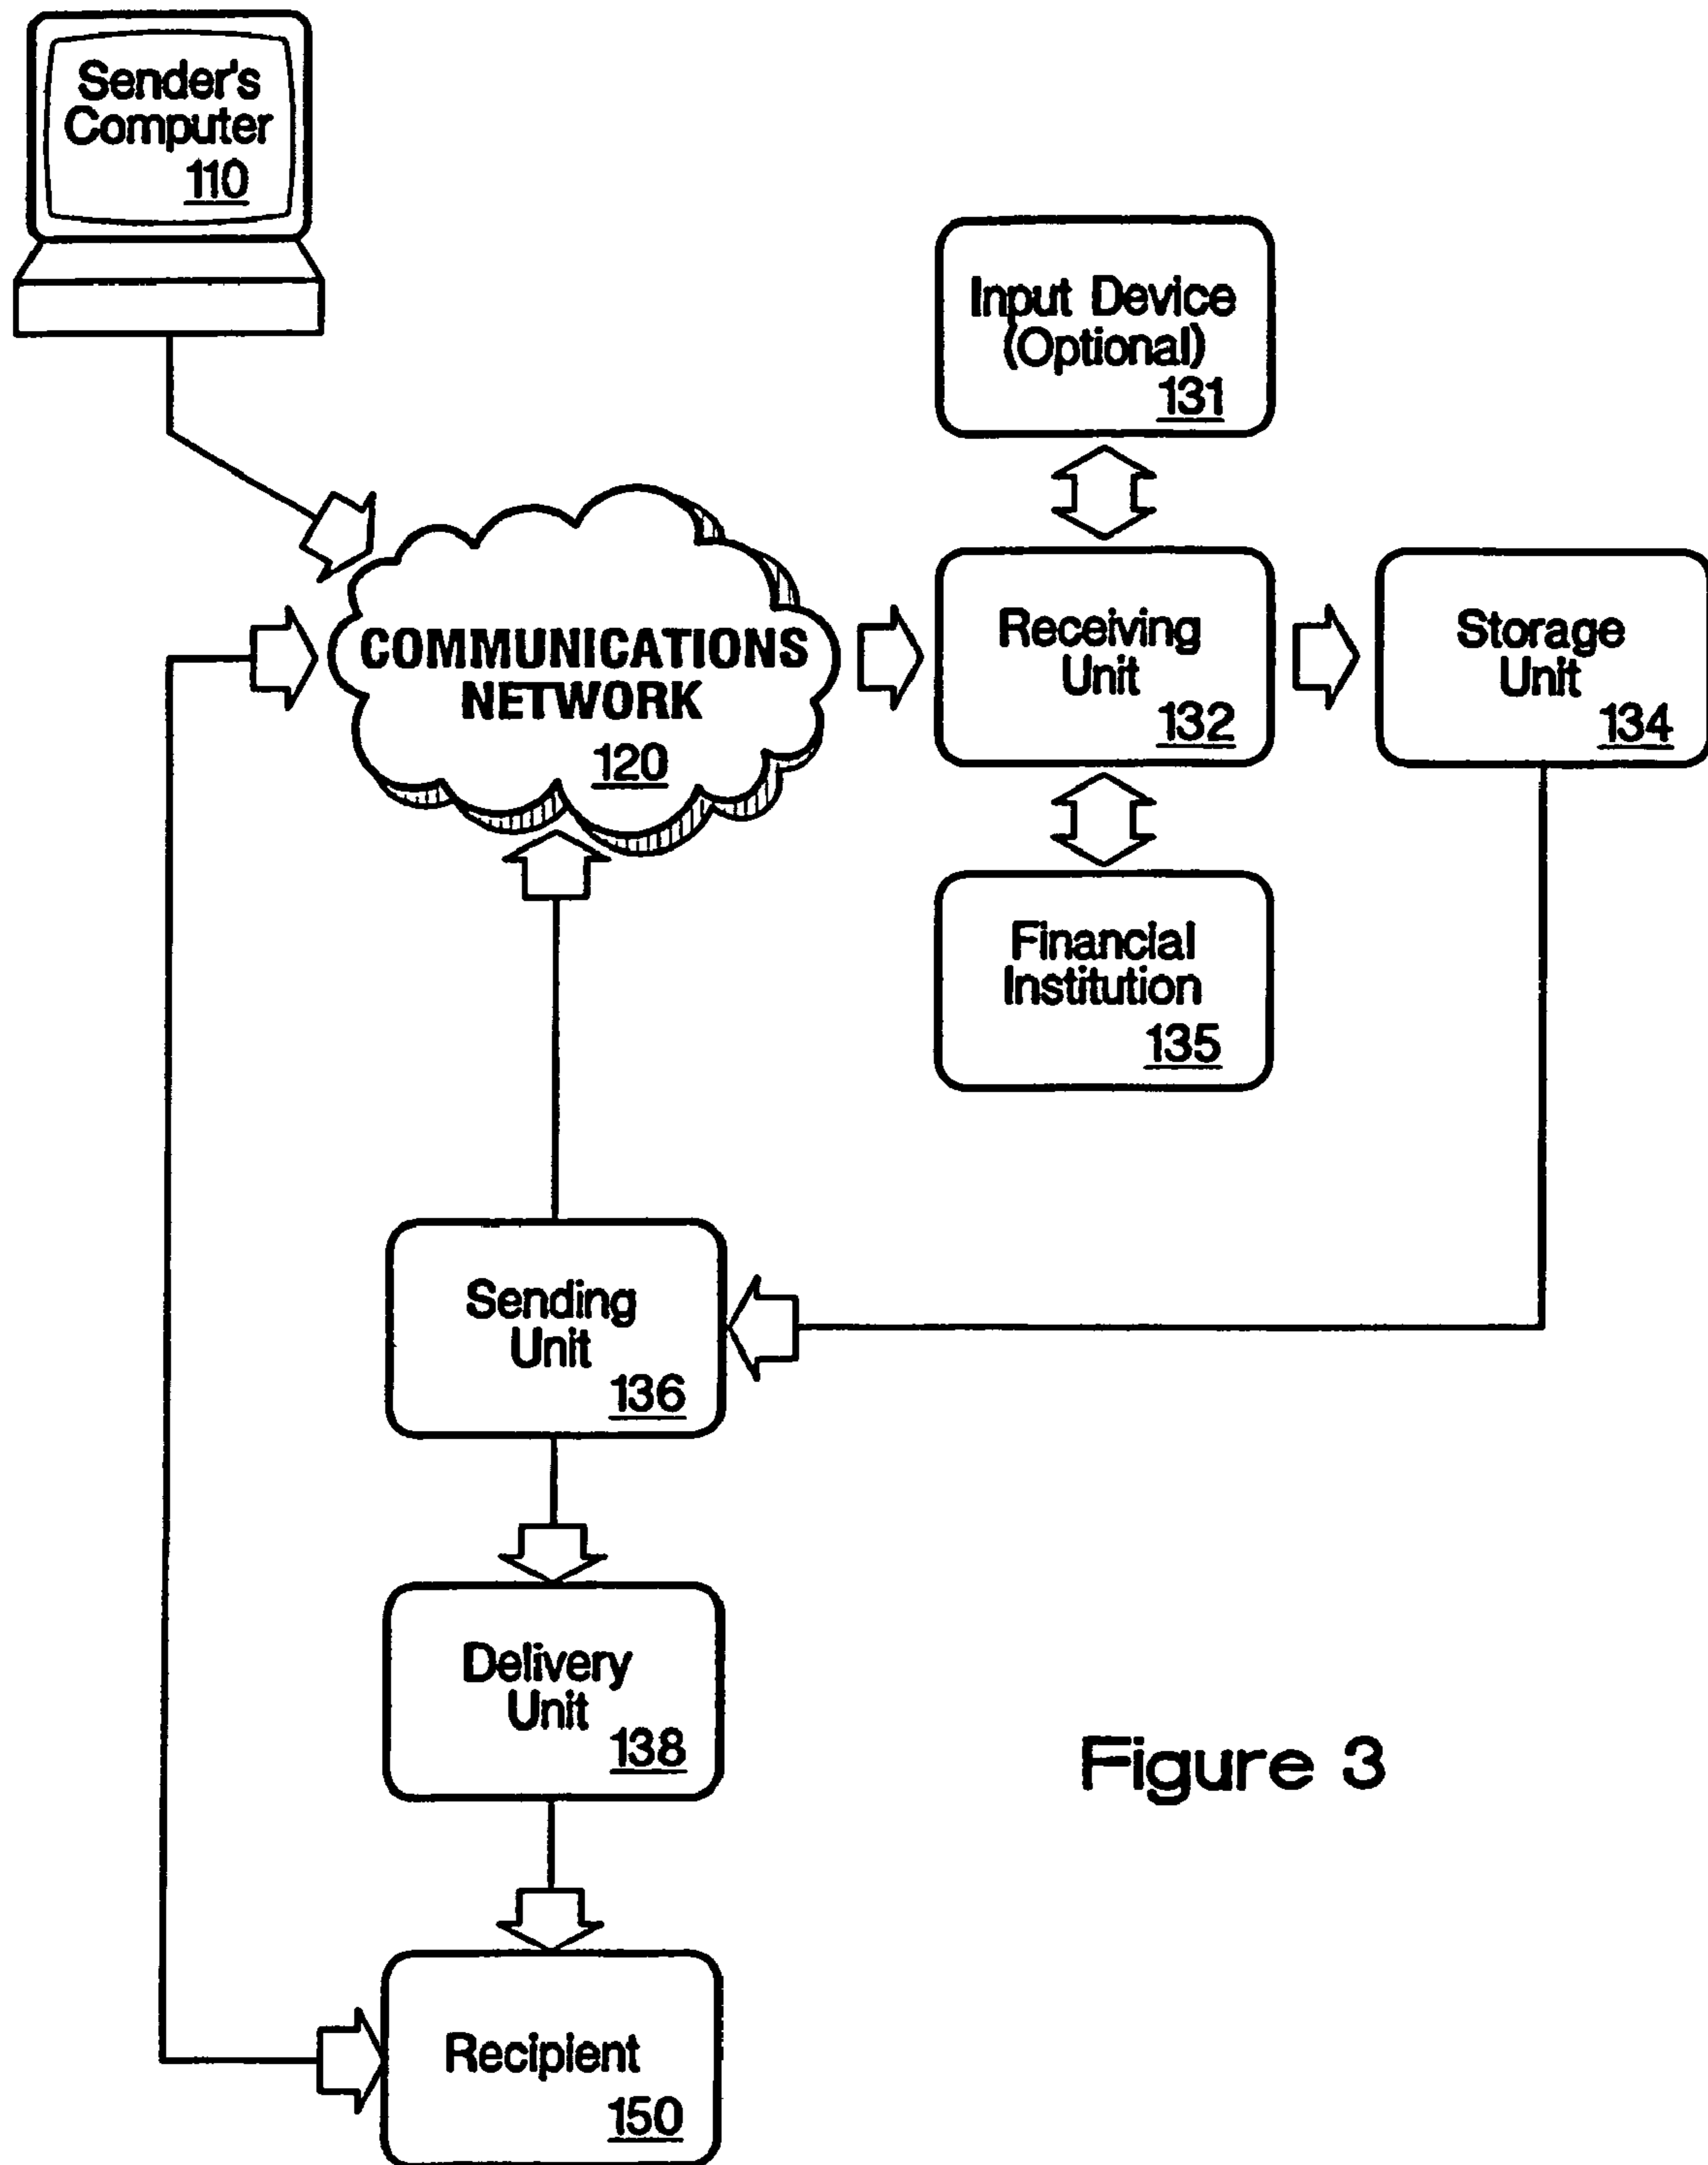 Sender's
Computer
110
Input Device
(Optional)
131
COMMUNICATIONS
NETWORK
120
Receiving
Unit
132
Storage
Unit
134
Financial
Institution
135
Sending
Unit
136
Delivery
Unit
138
Figure 3
Recipient
150